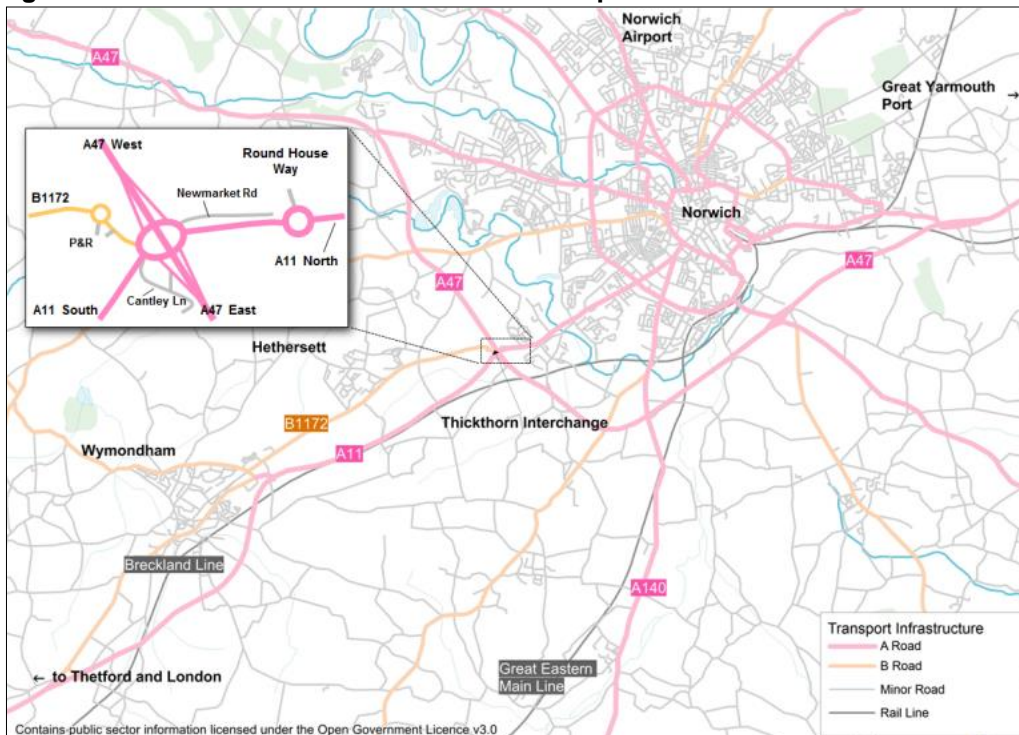 Norwich
Airport
A47
Great Yarmouth
Port →
A47 West
Round House
Way
B1172
Newmarket Rd
P&R
A11 North
Cantley Ln
A11 South
A47 East
Norwich
A47
A47
Hethersett
B1172
Thickthorn Interchange
Wymondham
A11
Breckland Line
A140
Great Eastern
Main Line
← to Thetford and London
Transport Infrastructure
A Road
B Road
Minor Road
Rail Line
Contains public sector information licensed under the Open Government Licence v3.0